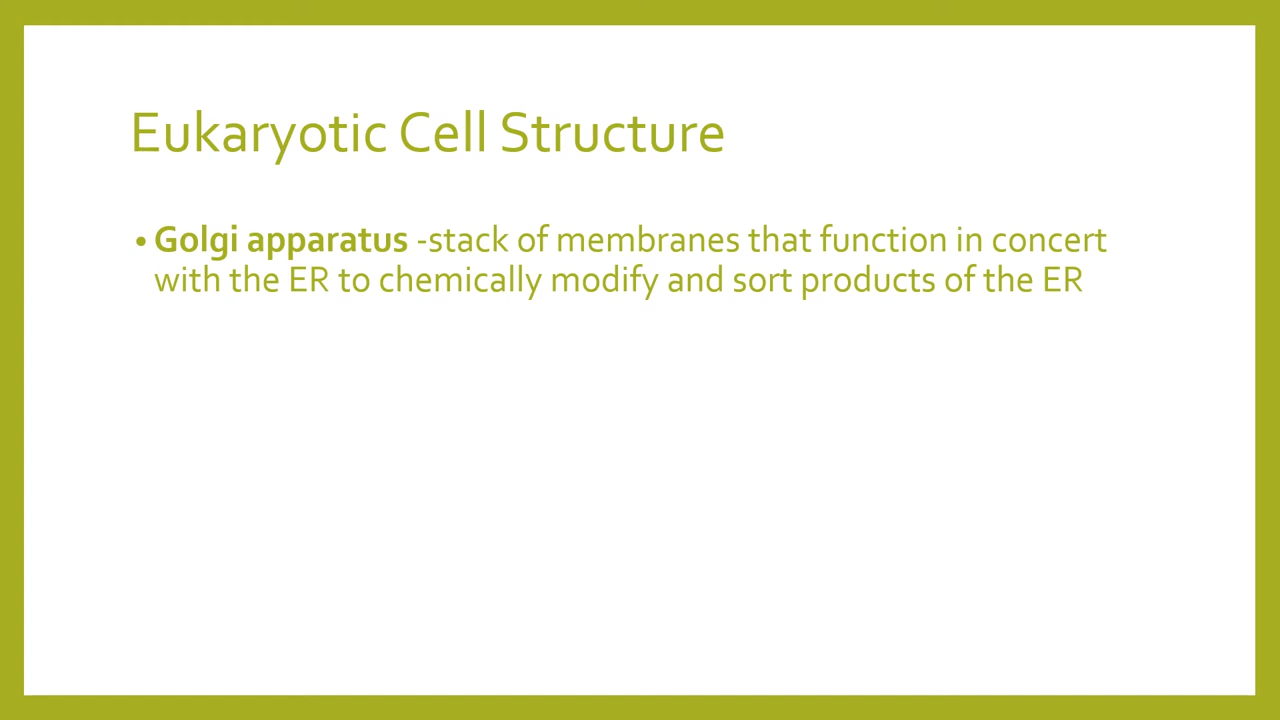 Eukaryotic Cell Structure
• Golgi apparatus -stack of membranes that function in concert
with the ER to chemically modify and sort products of the ER